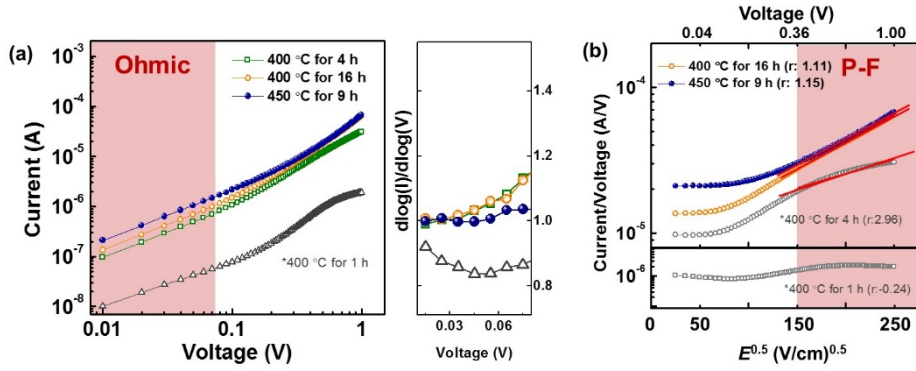 (a)
Ohmic
400 °C for 4 h
400 °C for 16 h
450 °C for 9 h
*400 °C for 1 h
Current (A)
10-3
10-4
10-5
10-6
10-7
10-8
0.01
0.1
1
Voltage (V)
dlog(I)/dlog(V)
1.4
1.2
1.0
0.8
0.03
0.06
Voltage (V)
(b)
Voltage (V)
0.04
0.36
1.00
400 °C for 16 h (r: 1.11)
450 °C for 9 h (r: 1.15)
P-F
*400 °C for 4 h (r:2.96)
*400 °C for 1 h (r:-0.24)
Current/Voltage (A/V)
10-4
10-5
10-6
0
50
100
150
200
250
E0.5 (V/cm)0.5